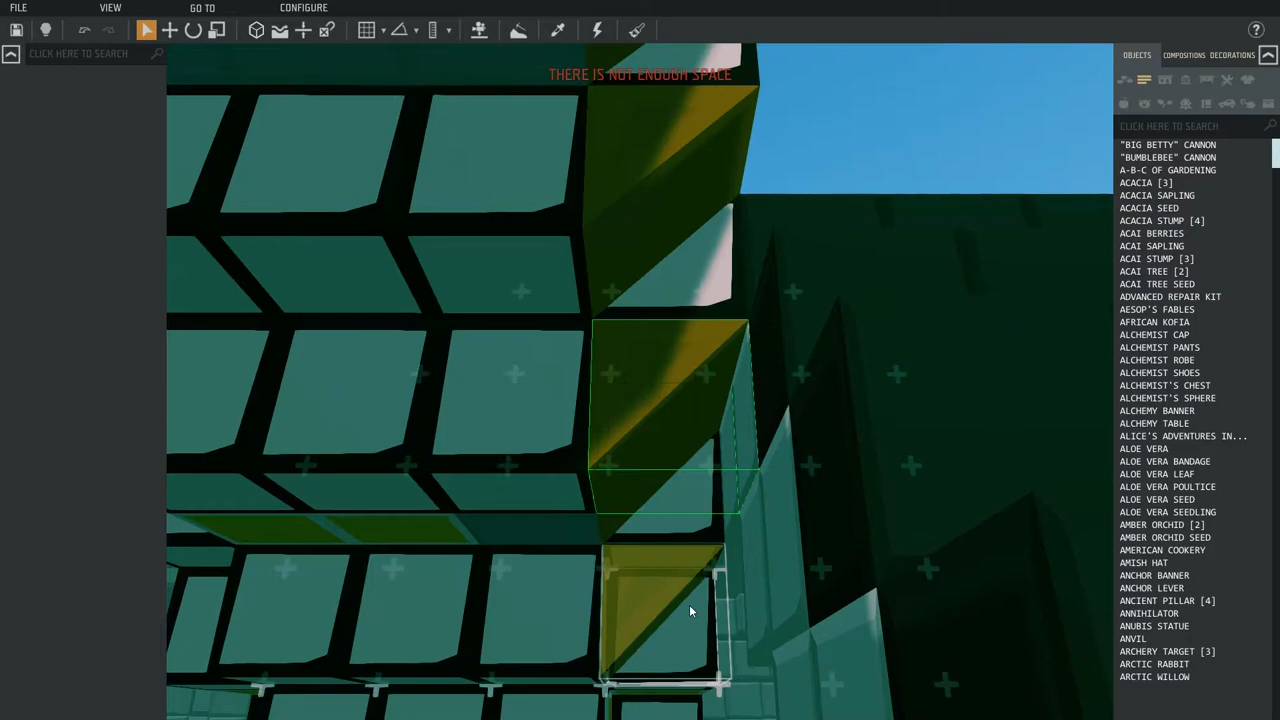 FILE VIEW GO TO CONFIGURE
CLICK HERE TO SEARCH
THERE IS NOT ENOUGH SPACE
OBJECTS COMPOSITIONS DECORATIONS
CLICK HERE TO SEARCH
"BIG BETTY" CANNON
"BUMBLEBEE" CANNON
A-B-C OF GARDENING
ACACIA [3]
ACACIA SAPLING
ACACIA SEED
ACACIA STUMP [4]
ACAI BERRIES
ACAI SAPLING
ACAI STUMP [3]
ACAI TREE [2]
ACAI TREE SEED
ADVANCED REPAIR KIT
AESOP'S FABLES
AFRICAN KOFIA
ALCHEMIST CAP
ALCHEMIST PANTS
ALCHEMIST ROBE
ALCHEMIST SHOES
ALCHEMIST'S CHEST
ALCHEMIST'S SPHERE
ALCHEMY BANNER
ALCHEMY TABLE
ALICE'S ADVENTURES IN...
ALOE VERA
ALOE VERA BANDAGE
ALOE VERA LEAF
ALOE VERA POULTICE
ALOE VERA SEED
ALOE VERA SEEDLING
AMBER ORCHID [2]
AMBER ORCHID SEED
AMERICAN COOKERY
AMISH HAT
ANCHOR BANNER
ANCHOR LEVER
ANCIENT PILLAR [4]
ANNIHILATOR
ANUBIS STATUE
ANVIL
ARCHERY TARGET [3]
ARCTIC RABBIT
ARCTIC WILLOW